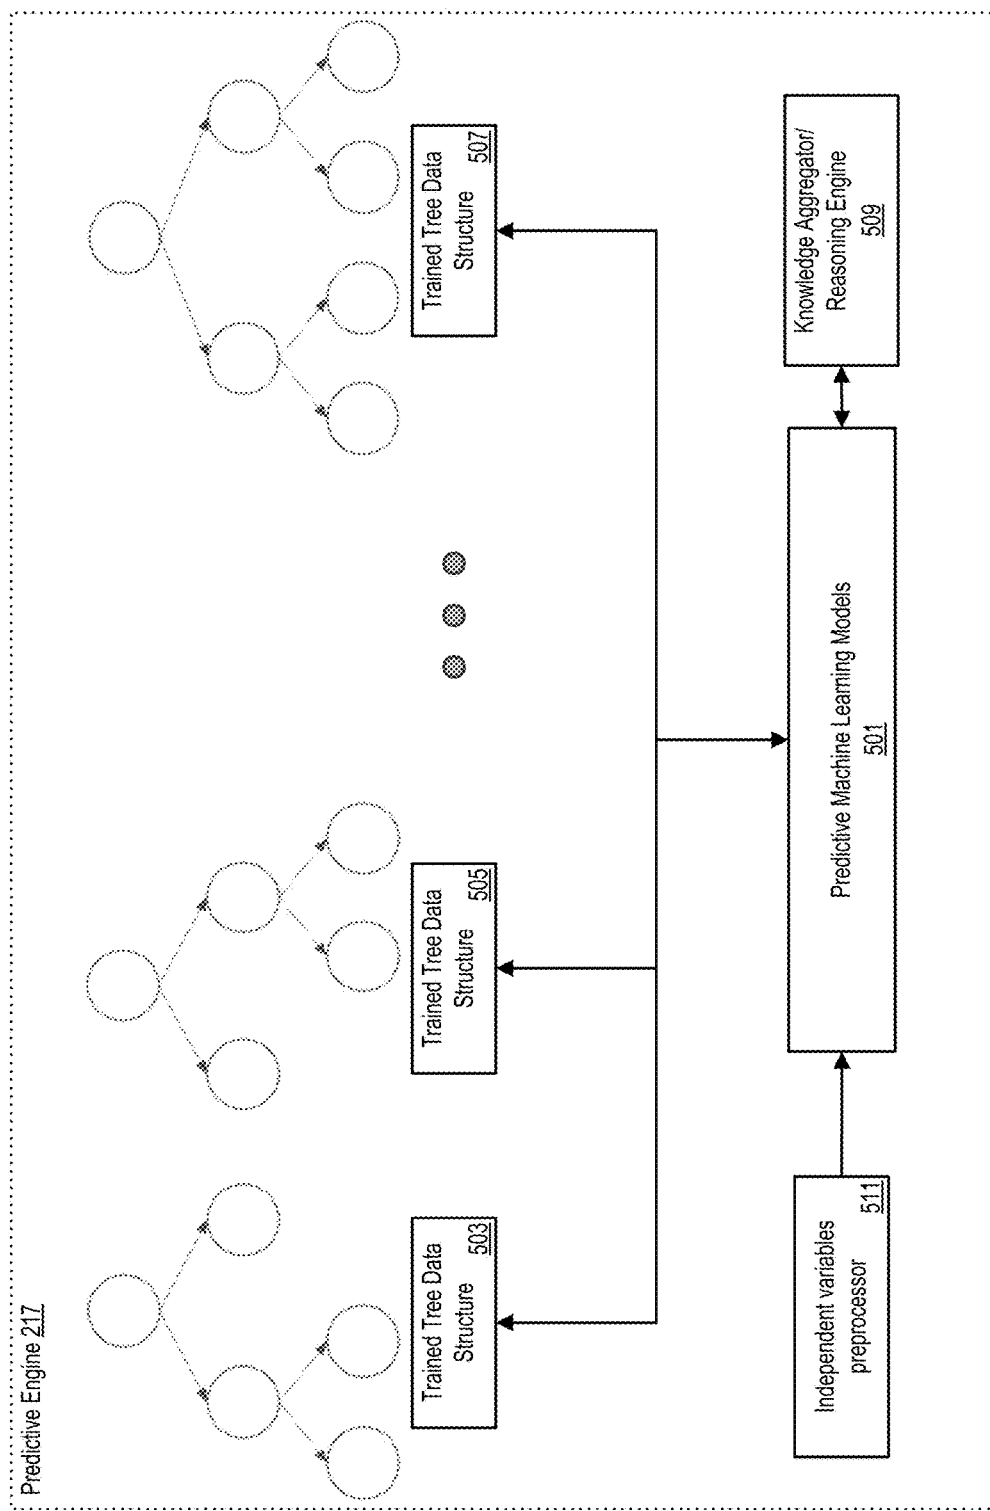 Predictive Engine 217
Trained Tree Data
Structure 503
Trained Tree Data
Structure 505
Trained Tree Data
Structure 507
Independent variables
preprocessor 511
Predictive Machine Learning Models
501
Knowledge Aggregator/
Reasoning Engine
509